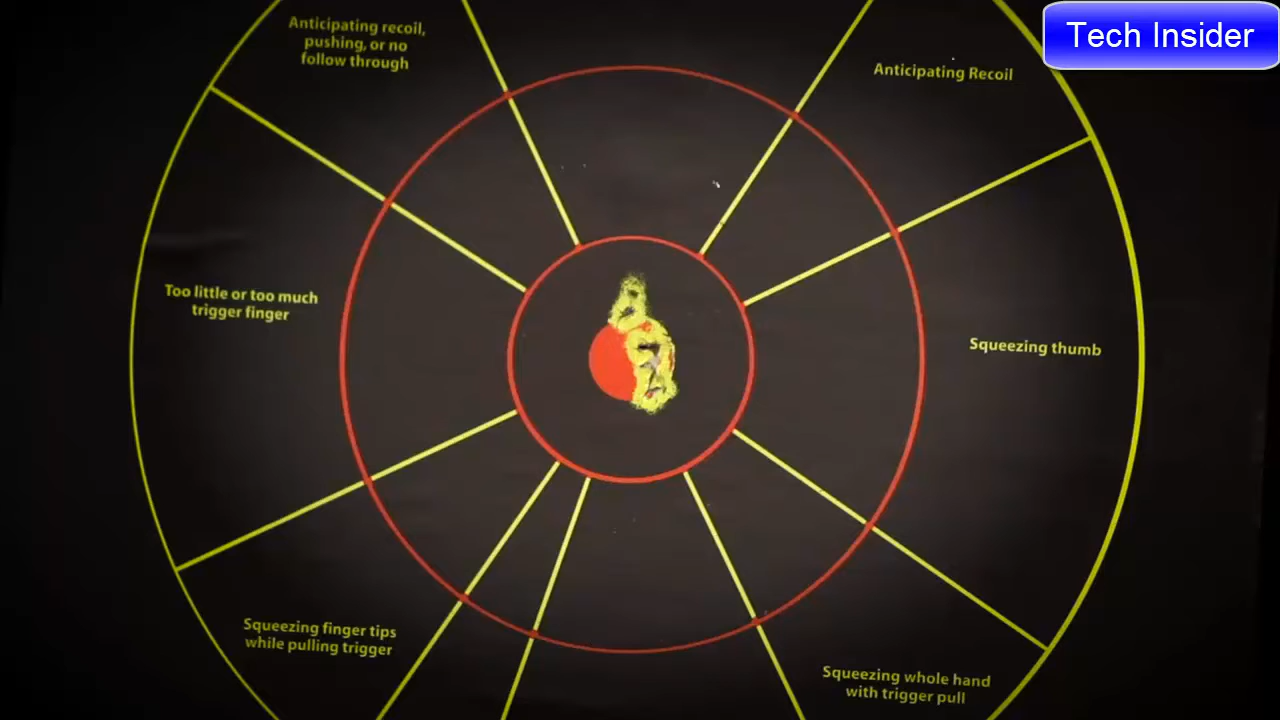 Tech Insider
Anticipating recoil,
pushing, or no
follow through
Anticipating Recoil
Too little or too much
trigger finger
Squeezing thumb
Squeezing finger tips
while pulling trigger
Squeezing whole hand
with trigger pull